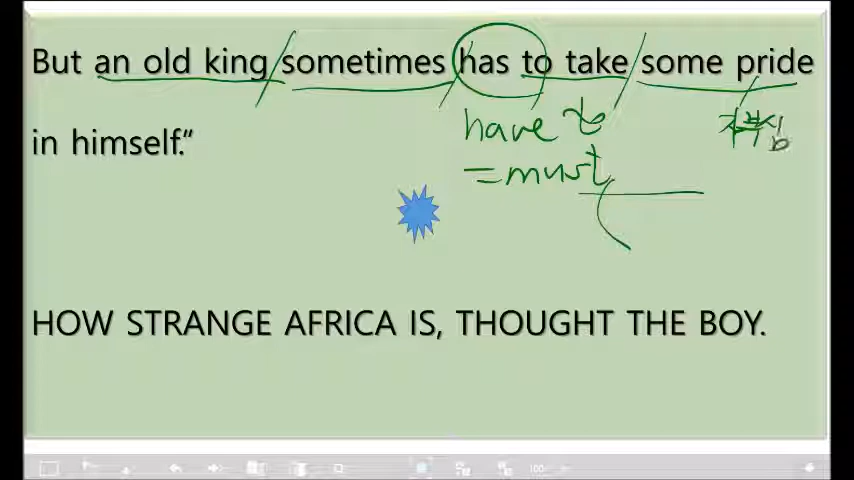 But an old king sometimes has to take some pride
have to
in himself."
=must
HOW STRANGE AFRICA IS, THOUGHT THE BOY.
100